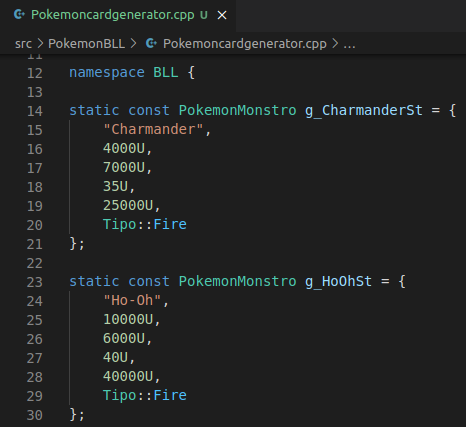 Pokemoncardgenerator.cpp U ×
src > PokemonBLL > Pokemoncardgenerator.cpp > ...
11
12 namespace BLL {
13
14 static const PokemonMonstro g_CharmanderSt = {
15 "Charmander",
16 4000U,
17 7000U,
18 35U,
19 25000U,
20 Tipo::Fire
21 };
22
23 static const PokemonMonstro g_HoOhSt = {
24 "Ho-Oh",
25 10000U,
26 6000U,
27 40U,
28 40000U,
29 Tipo::Fire
30 };